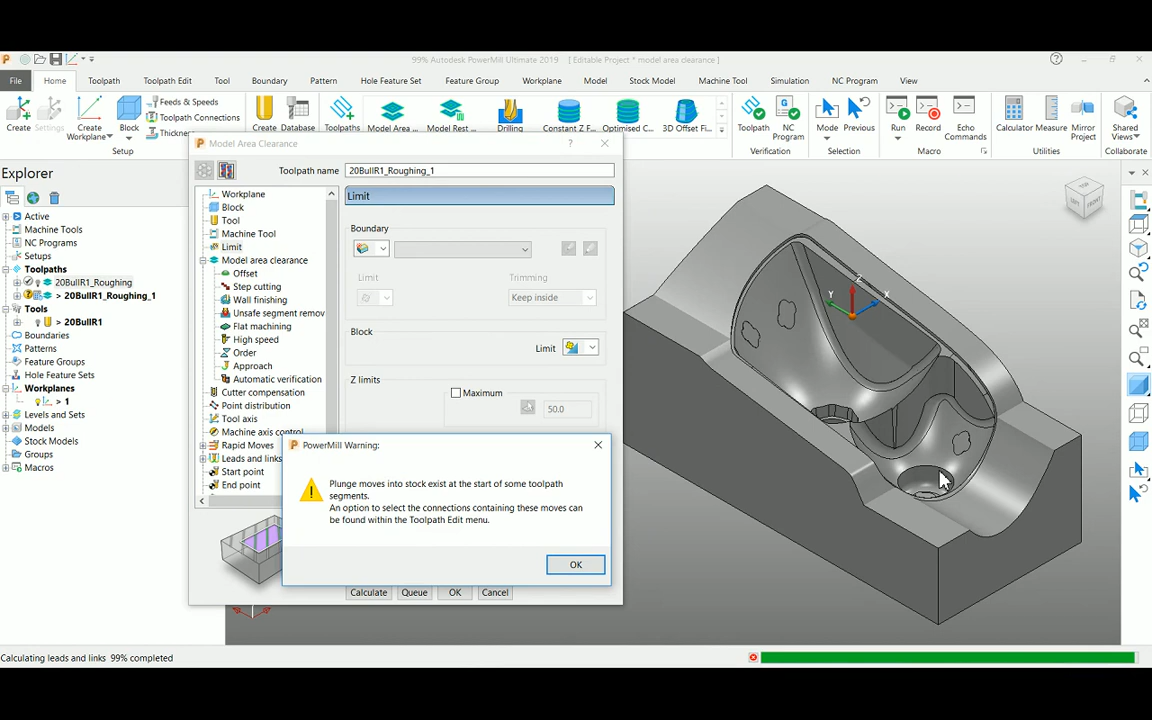 99% Autodesk PowerMill Ultimate 2019 [ Editable Project * model area clearance ]
File Home Toolpath Toolpath Edit Tool Boundary Pattern Hole Feature Set Feature Group Workplane Model Stock Model Machine Tool Simulation NC Program View
Feeds & Speeds
Toolpath Connections
Thickness
Create Settings Create Workplane Block Create Database Toolpaths Model Area ... Model Rest ... Drilling Constant Z F... Optimised C... 3D Offset Fi... Toolpath NC Program Mode Previous Run Record Echo Commands Calculator Measure Mirror Project Shared Views
Setup Verification Selection Macro Utilities Collaborate
Explorer
Active
Machine Tools
NC Programs
Setups
Toolpaths
20BullR1_Roughing
> 20BullR1_Roughing_1
Tools
> 20BullR1
Boundaries
Patterns
Feature Groups
Hole Feature Sets
Workplanes
> 1
Levels and Sets
Models
Stock Models
Groups
Macros
Model Area Clearance
?
Toolpath name 20BullR1_Roughing_1
Workplane
Block
Tool
Machine Tool
Limit
Model area clearance
Offset
Step cutting
Wall finishing
Unsafe segment remov
Flat machining
High speed
Order
Approach
Automatic verification
Cutter compensation
Point distribution
Tool axis
Machine axis control
Rapid Moves
Leads and links
Start point
End point
Limit
Boundary
Limit Trimming
Keep inside
Block
Limit
Z limits
Maximum
50.0
PowerMill Warning:
Plunge moves into stock exist at the start of some toolpath
segments.
An option to select the connections containing these moves can
be found within the Toolpath Edit menu.
OK
Calculate Queue OK Cancel
Z
Y X
TOP
LEFT FRONT
Calculating leads and links 99% completed